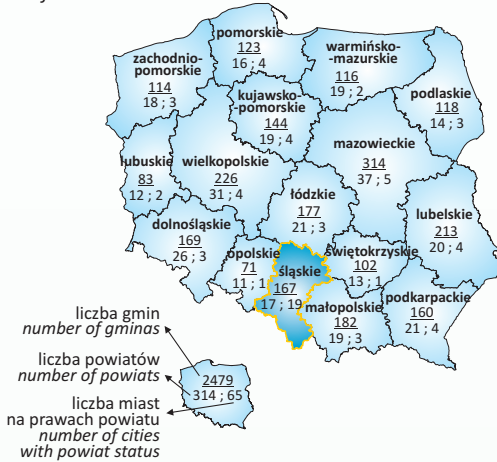 pomorskie
123
16 ; 4
zachodnio-
pomorskie
114
18 ; 3
warmińsko-
-mazurskie
116
19 ; 2
podlaskie
118
14 ; 3
kujawsko-
-pomorskie
144
19 ; 4
mazowieckie
314
37 ; 5
lubuskie
83
12 ; 2
wielkopolskie
226
31 ; 4
łódzkie
177
21 ; 3
lubelskie
213
20 ; 4
dolnośląskie
169
26 ; 3
opolskie
71
11 ; 1
śląskie
167
17 ; 19
świętokrzyskie
102
13 ; 1
małopolskie
182
19 ; 3
podkarpackie
160
21 ; 4
liczba gmin
number of gminas
liczba powiatów
number of powiats
liczba miast
na prawach powiatu
number of cities
with powiat status
2479
314 ; 65